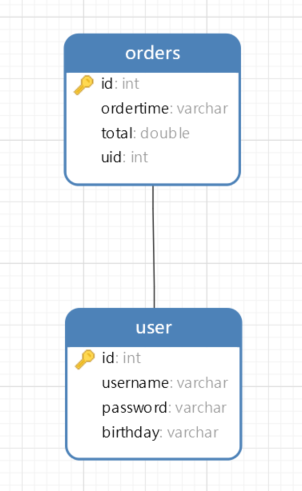 orders
id: int
ordertime: varchar
total: double
uid: int
user
id: int
username: varchar
password: varchar
birthday: varchar